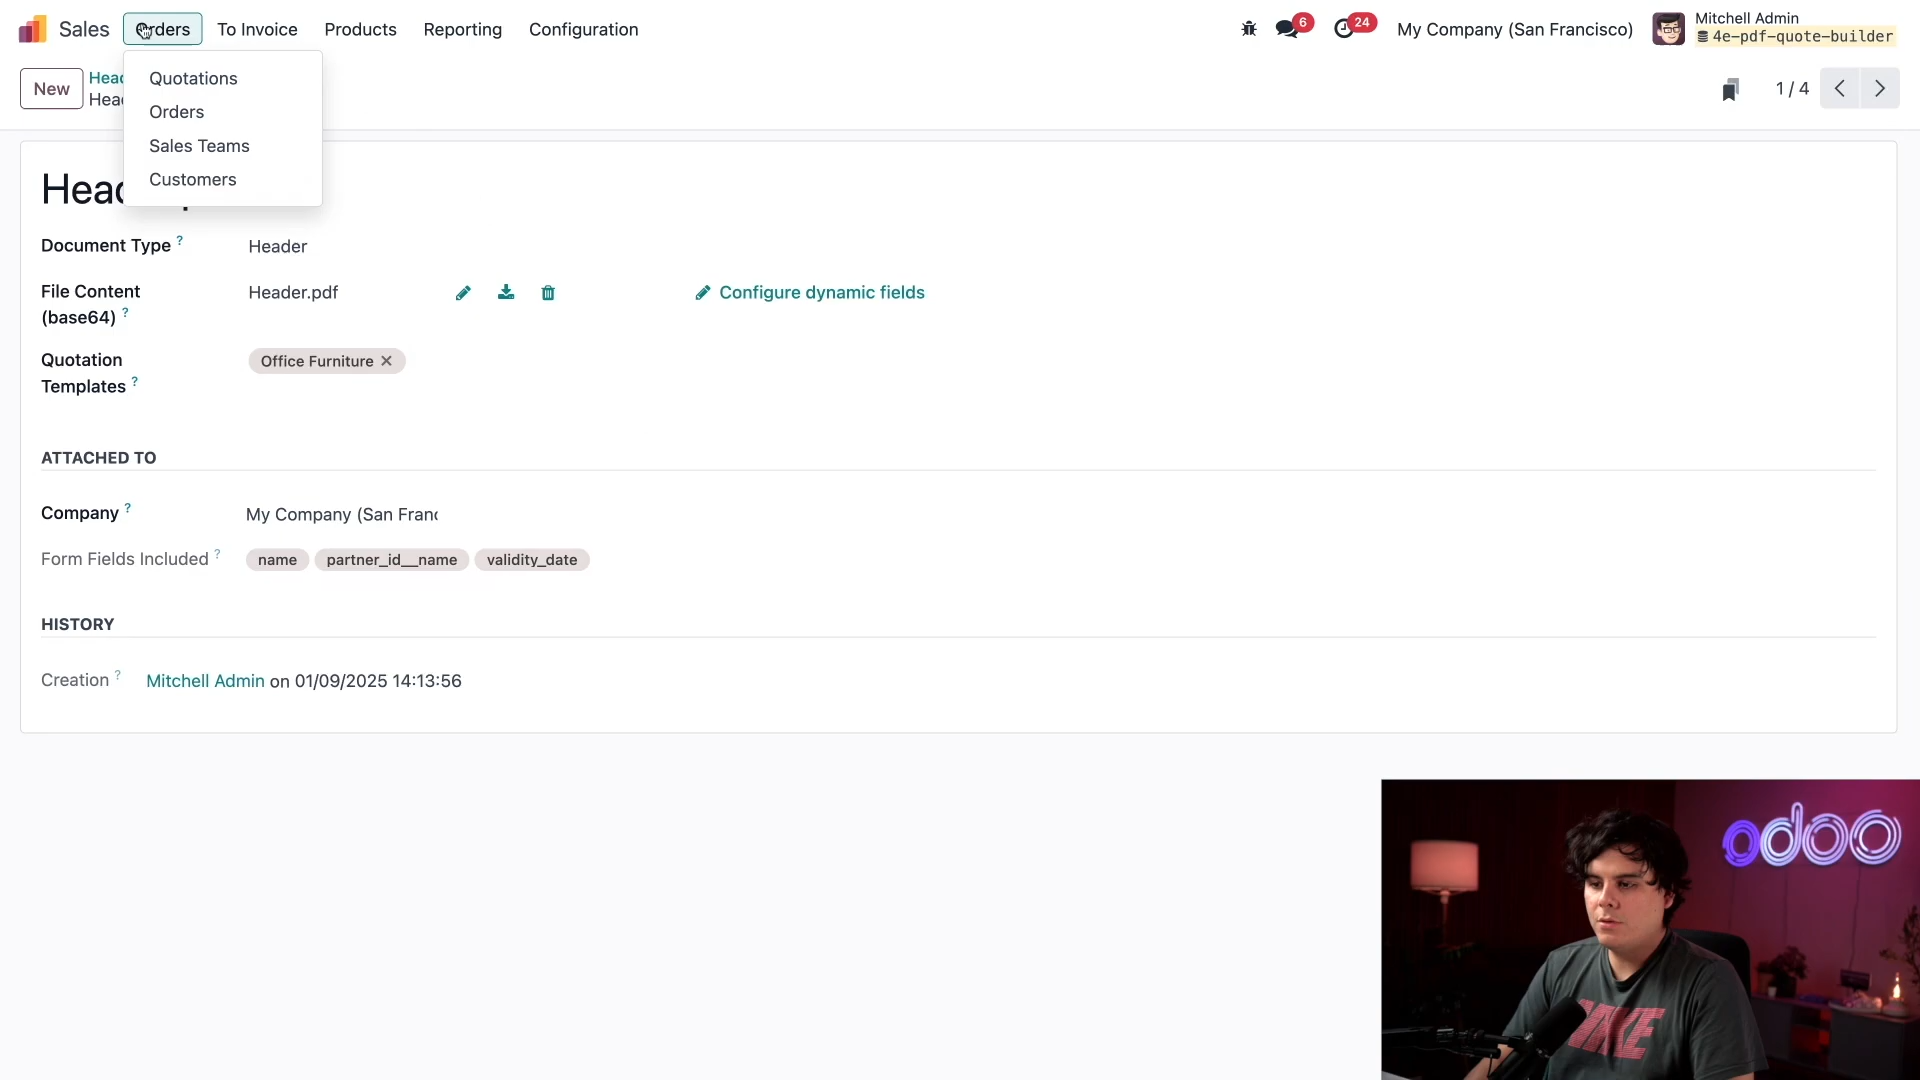 Sales Orders To Invoice Products Reporting Configuration 6 24 My Company (San Francisco) Mitchell Admin
4e-pdf-quote-builder
New
Head
Head
Quotations
Orders
Sales Teams
Customers
1 / 4
Head
Document Type ? Header
File Content
(base64) ? Header.pdf Configure dynamic fields
Quotation
Templates ? Office Furniture
ATTACHED TO
Company ? My Company (San Franc
Form Fields Included ? name partner_id__name validity_date
HISTORY
Creation ? Mitchell Admin on 01/09/2025 14:13:56
odoo
NIKE